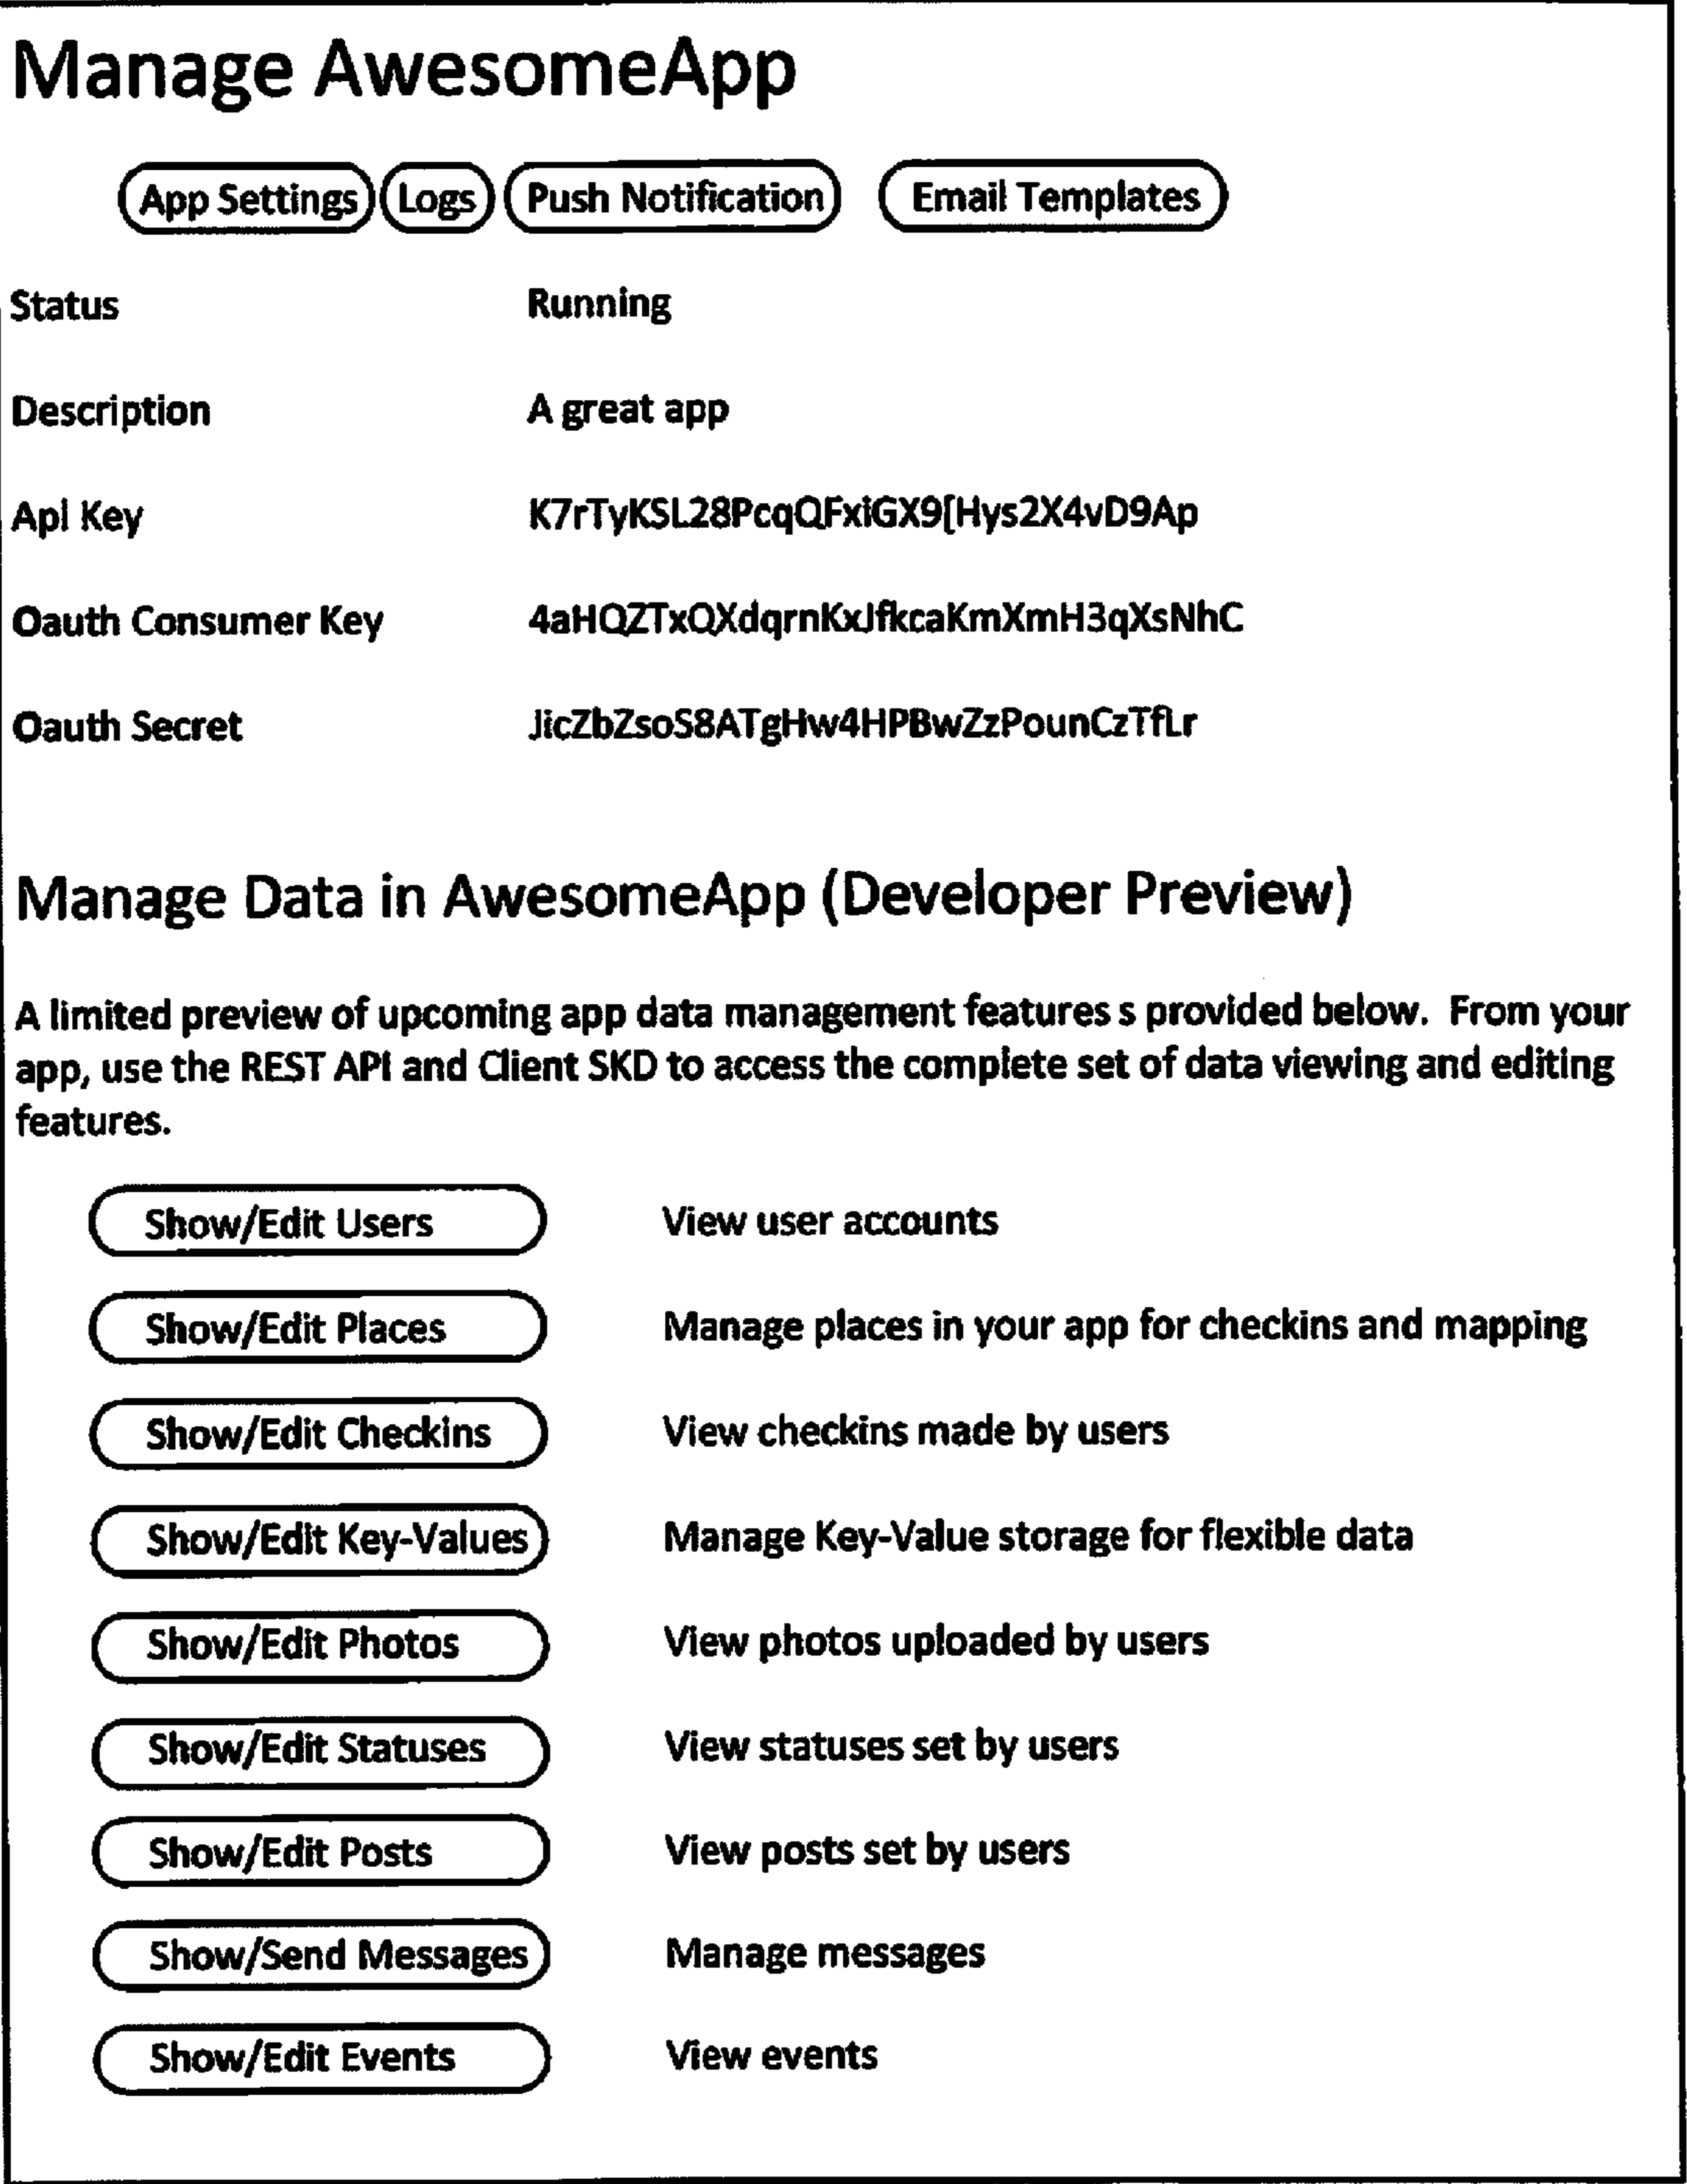 Manage AwesomeApp
App Settings Logs Push Notification Email Templates
Status Running
Description A great app
Api Key K7rTyKSL28PcqQFxiGX9[Hys2X4vD9Ap
Oauth Consumer Key 4aHQZTxQXdqrnKxJfkcaKmXmH3qXsNhC
Oauth Secret JicZbZsoS8ATgHw4HPBwZzPounCzTfLr
Manage Data in AwesomeApp (Developer Preview)
A limited preview of upcoming app data management features s provided below. From your
app, use the REST API and Client SKD to access the complete set of data viewing and editing
features.
Show/Edit Users View user accounts
Show/Edit Places Manage places in your app for checkins and mapping
Show/Edit Checkins View checkins made by users
Show/Edit Key-Values Manage Key-Value storage for flexible data
Show/Edit Photos View photos uploaded by users
Show/Edit Statuses View statuses set by users
Show/Edit Posts View posts set by users
Show/Send Messages Manage messages
Show/Edit Events View events